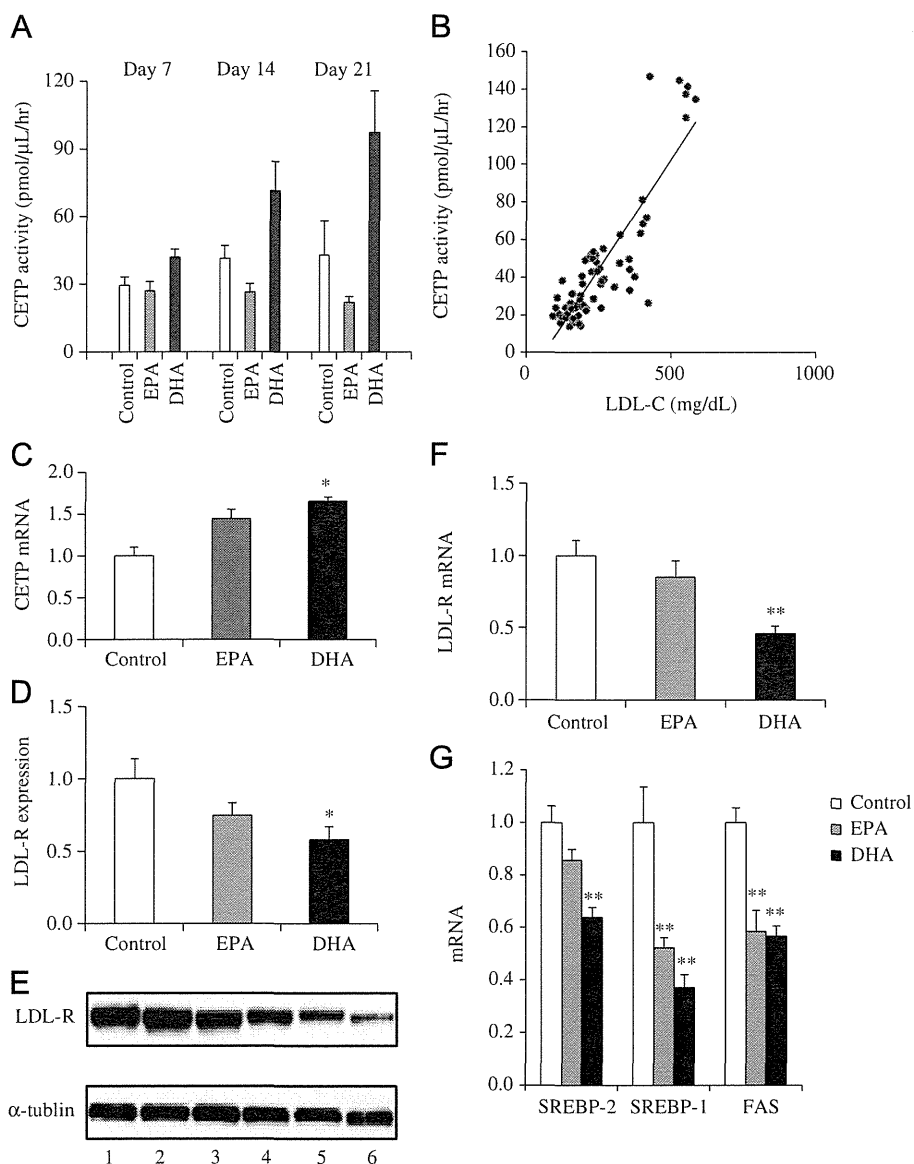 A
Day 7 Day 14 Day 21
CETP activity (pmol/µL/hr)
120
90
60
30
0
Control EPA DHA Control EPA DHA Control EPA DHA
B
CETP activity (pmol/µL/hr)
160
140
120
100
80
60
40
20
0
0 500 1000
LDL-C (mg/dL)
C
CETP mRNA
2.0
1.5
1.0
0.5
0.0
*
Control EPA DHA
D
LDL-R expression
1.5
1.0
0.5
0.0
*
Control EPA DHA
E
LDL-R
α-tublin
1 2 3 4 5 6
F
LDL-R mRNA
1.5
1.0
0.5
0.0
**
Control EPA DHA
G
mRNA
1.2
1.0
0.8
0.6
0.4
0.2
0.0
** ** ** ** **
SREBP-2 SREBP-1 FAS
Control
EPA
DHA